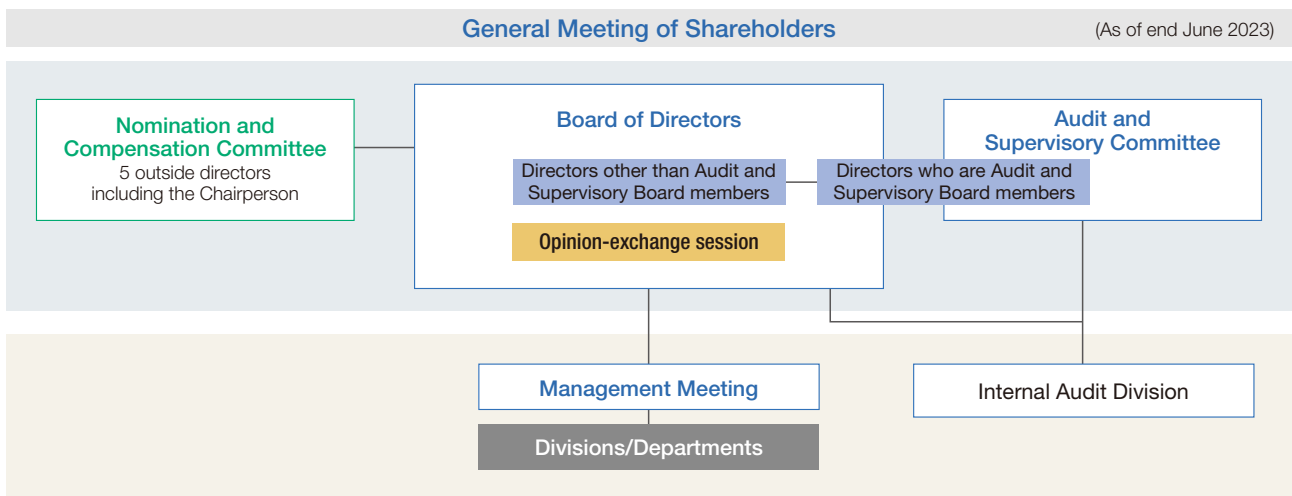 General Meeting of Shareholders
(As of end June 2023)
Nomination and
Compensation Committee
5 outside directors
including the Chairperson
Board of Directors
Directors other than Audit and
Supervisory Board members
Opinion-exchange session
Audit and
Supervisory Committee
Directors who are Audit and
Supervisory Board members
Management Meeting
Divisions/Departments
Internal Audit Division